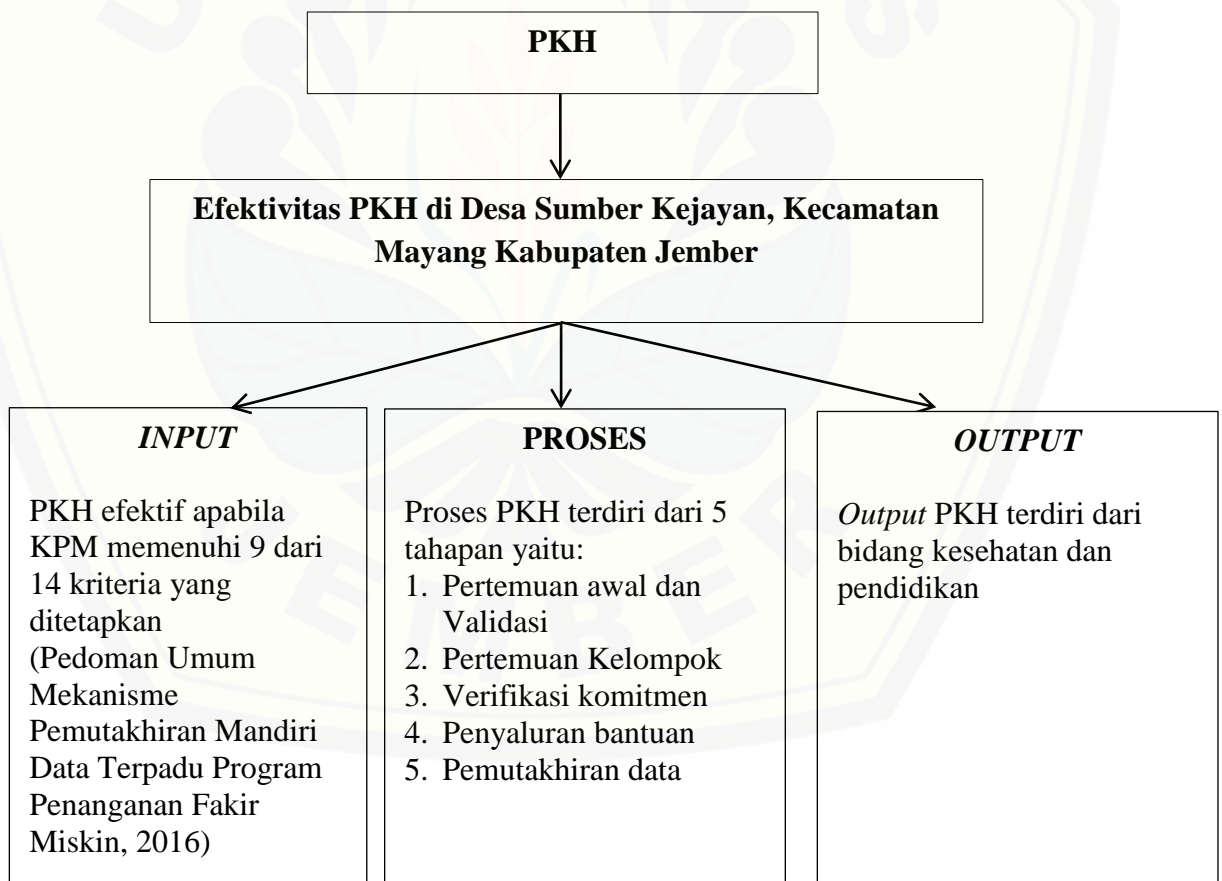 PKH
Efektivitas PKH di Desa Sumber Kejayan, Kecamatan
Mayang Kabupaten Jember
INPUT
PKH efektif apabila
KPM memenuhi 9 dari
14 kriteria yang
ditetapkan
(Pedoman Umum
Mekanisme
Pemutakhiran Mandiri
Data Terpadu Program
Penanganan Fakir
Miskin, 2016)
PROSES
Proses PKH terdiri dari 5
tahapan yaitu:
1. Pertemuan awal dan
Validasi
2. Pertemuan Kelompok
3. Verifikasi komitmen
4. Penyaluran bantuan
5. Pemutakhiran data
OUTPUT
Output PKH terdiri dari
bidang kesehatan dan
pendidikan